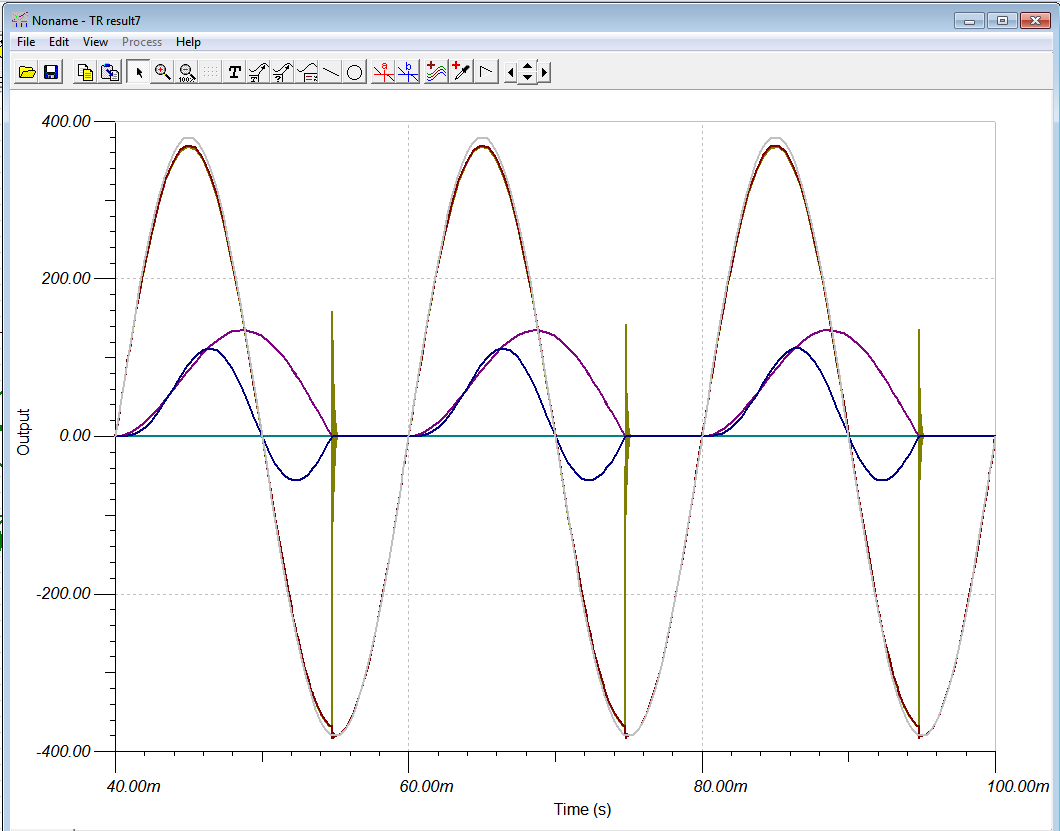 Noname - TR result7
File Edit View Process Help
T
100%
a
b
400.00
200.00
0.00
-200.00
-400.00
Output
40.00m 60.00m 80.00m 100.00m
Time (s)